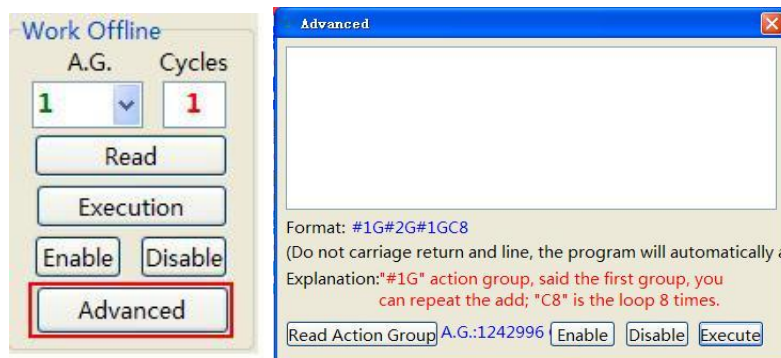 Work Offline
A.G. Cycles
1 1
Read
Execution
Enable Disable
Advanced
Advanced
Format: #1G#2G#1GC8
(Do not carriage return and line, the program will automatically
Explanation:"#1G" action group, said the first group, you
can repeat the add; "C8" is the loop 8 times.
Read Action Group A.G.:1242996 Enable Disable Execute